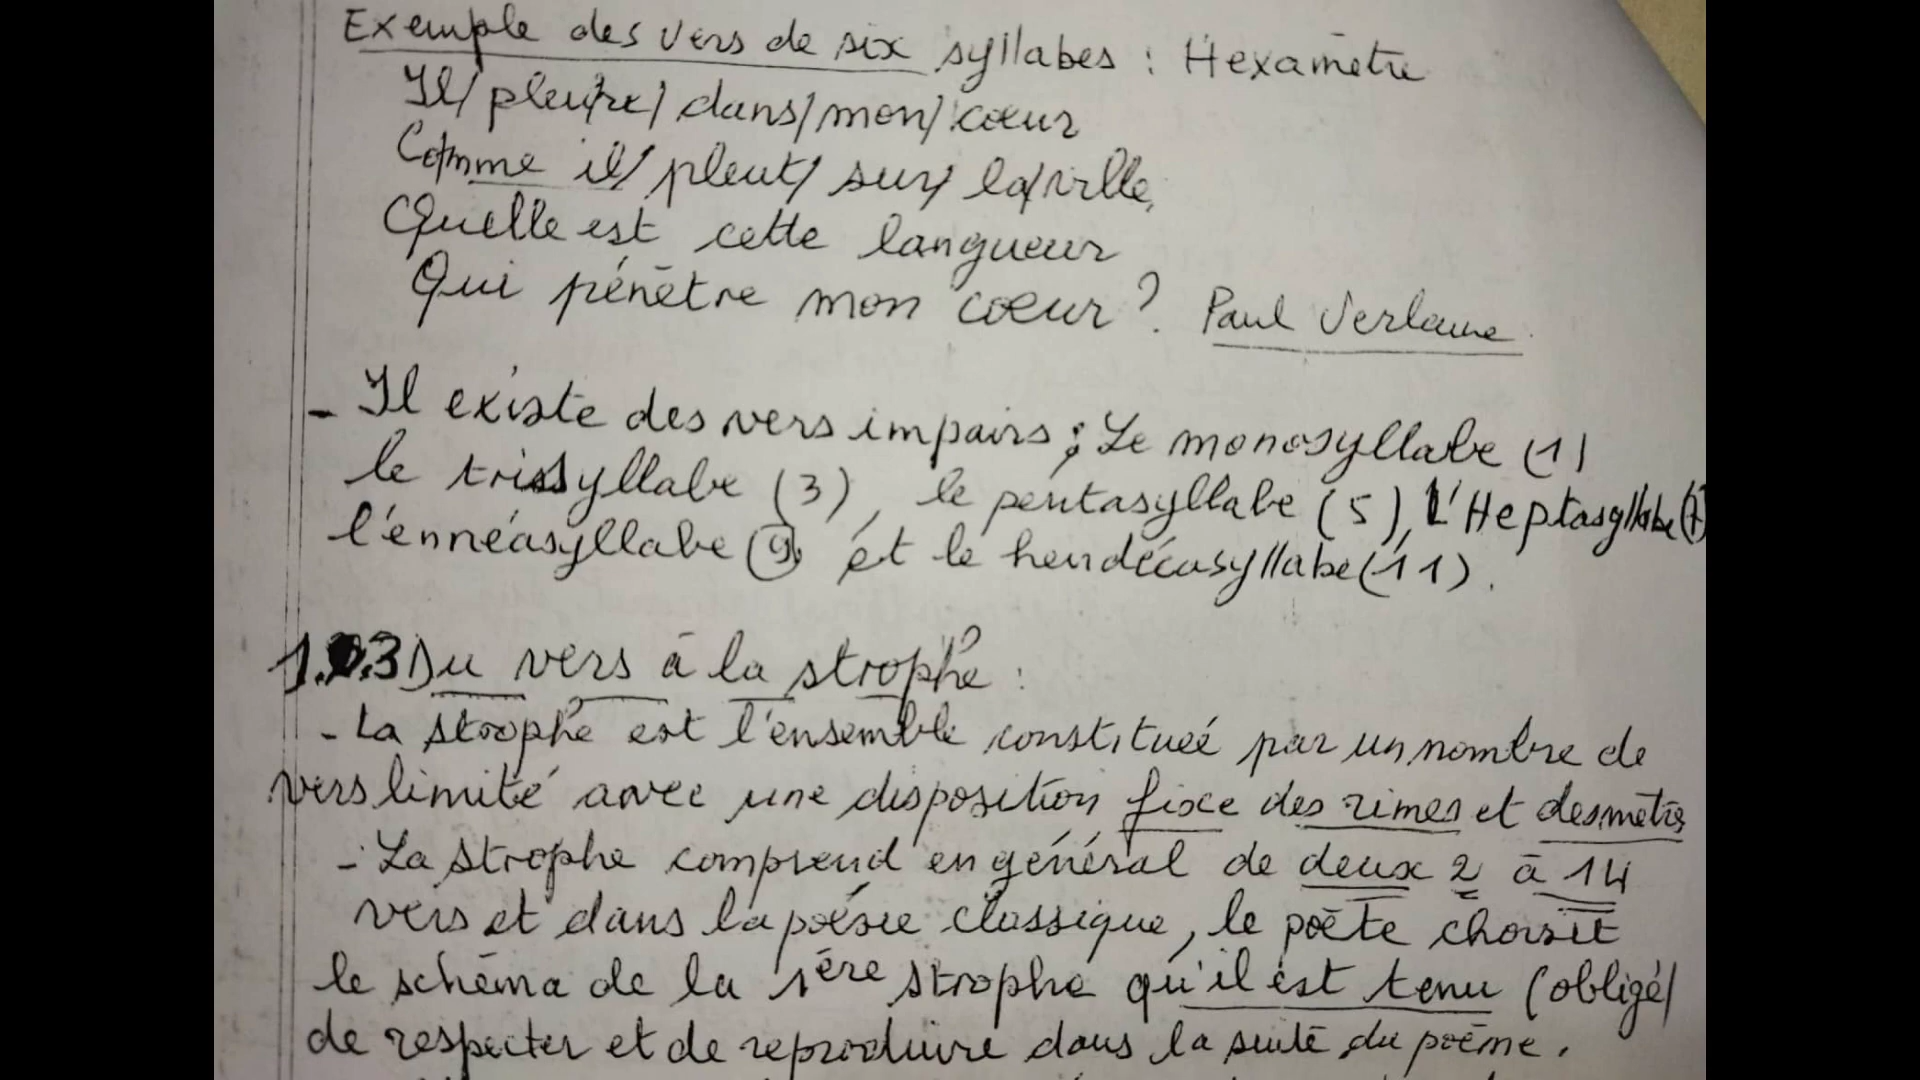 Exemple des vers de six syllabes : Hexamètre
Il/ pleu/re/ dans/ mon/ cœur
Comme il/ pleut/ sur/ la/ville,
Quelle est cette langueur
Qui pénètre mon cœur ? Paul Verlaine
- Il existe des vers impairs ; Le monosyllabe (1)
le trissyllabe (3), le pentasyllabe (5), L'Heptasyllabe (7)
l'ennéasyllabe (9) et le hendécasyllabe (11).
1.0.3 Du vers à la strophe :
- La strophe est l'ensemble constitueé par un nombre de
vers limité avec une disposition fixe des rimes et des mètres
- La strophe comprend en général de deux 2 à 14
vers et dans la poésie classique, le poète choisit
le schéma de la 1ère strophe qu'il est tenu (obligé)
de respecter et de reproduire dans la suite du poème.